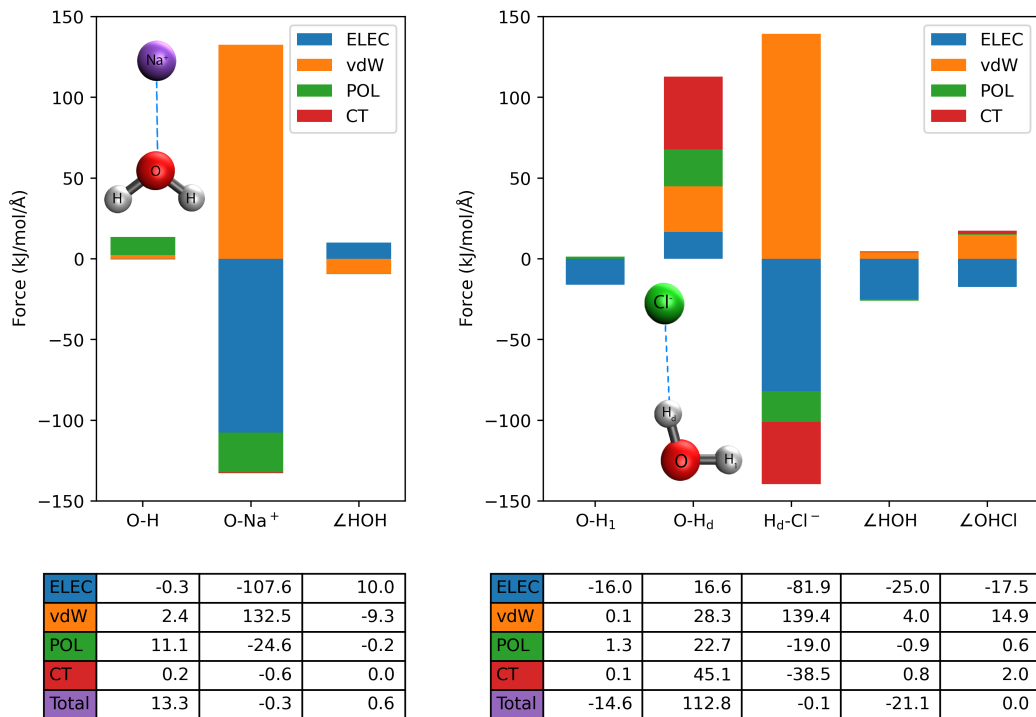 150
100
50
0
−50
−100
−150
Force (kJ/mol/Å)
ELEC
vdW
POL
CT
Na⁺
O
H H
O-H O-Na⁺ ∠HOH
ELEC -0.3 -107.6 10.0
vdW 2.4 132.5 -9.3
POL 11.1 -24.6 -0.2
CT 0.2 -0.6 0.0
Total 13.3 -0.3 0.6
150
100
50
0
−50
−100
−150
Force (kJ/mol/Å)
ELEC
vdW
POL
CT
Cl⁻
H_d
O H₁
O-H₁ O-H_d H_d-Cl⁻ ∠HOH ∠OHCl
ELEC -16.0 16.6 -81.9 -25.0 -17.5
vdW 0.1 28.3 139.4 4.0 14.9
POL 1.3 22.7 -19.0 -0.9 0.6
CT 0.1 45.1 -38.5 0.8 2.0
Total -14.6 112.8 -0.1 -21.1 0.0